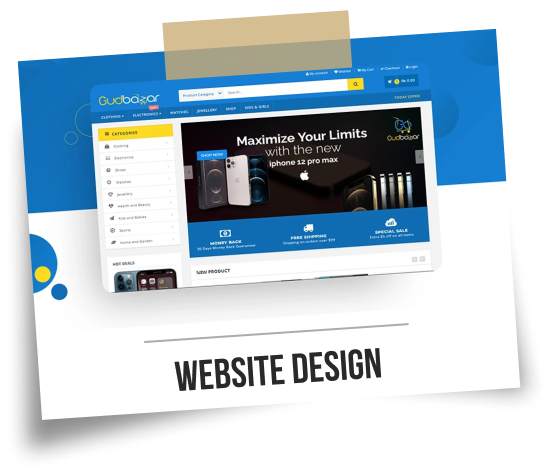 My Account Wishlist My Cart Checkout Login
Gudbazar
Product Category Search...
0 Rs 0.00
CLOTHING ELECTRONICS WATCHES JEWELLERY SHOP KIDS & GIRLS
CATEGORIES
Clothing
Electronics
Shoes
Watches
Jewellery
Health and Beauty
Kids and Babies
Sports
Home and Garden
HOT DEALS
Gudbazar
Maximize Your Limits
with the new
iphone 12 pro max
SHOP NOW
MONEY BACK
30 Days Money Back Guarantee
FREE SHIPPING
Shipping on orders over $99
SPECIAL SALE
Extra $5 off on all items
NEW PRODUCT
WEBSITE DESIGN